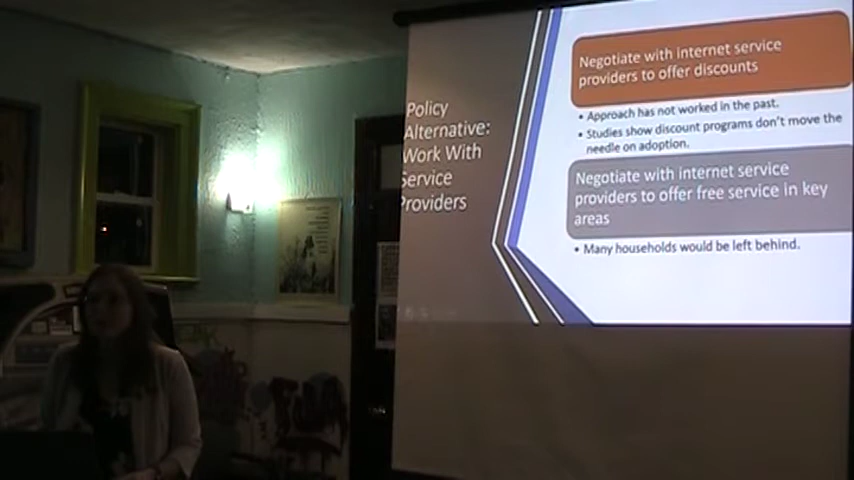 Policy
Alternative:
Work With
Service
Providers
Negotiate with internet service
providers to offer discounts
• Approach has not worked in the past.
• Studies show discount programs don't move the
needle on adoption.
Negotiate with internet service
providers to offer free service in key
areas
• Many households would be left behind.